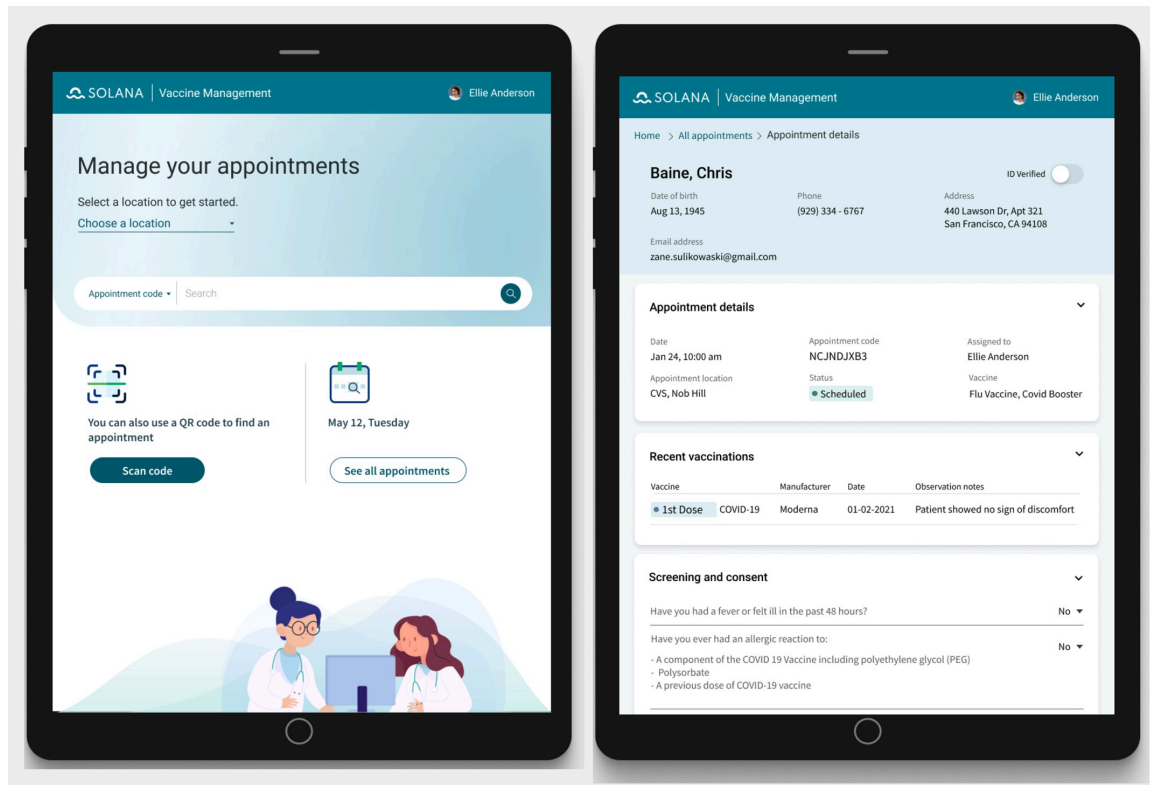 SOLANA | Vaccine Management
Ellie Anderson
Manage your appointments
Select a location to get started.
Choose a location
Appointment code
Search
You can also use a QR code to find an
appointment
Scan code
May 12, Tuesday
See all appointments
SOLANA | Vaccine Management
Ellie Anderson
Home > All appointments > Appointment details
Baine, Chris
ID Verified
Date of birth Phone Address
Aug 13, 1945 (929) 334 - 6767 440 Lawson Dr, Apt 321
San Francisco, CA 94108
Email address
zane.sulikowaski@gmail.com
Appointment details
Date Appointment code Assigned to
Jan 24, 10:00 am NCJNDJXB3 Ellie Anderson
Appointment location Status Vaccine
CVS, Nob Hill Scheduled Flu Vaccine, Covid Booster
Recent vaccinations
Vaccine Manufacturer Date Observation notes
1st Dose COVID-19 Moderna 01-02-2021 Patient showed no sign of discomfort
Screening and consent
Have you had a fever or felt ill in the past 48 hours? No
Have you ever had an allergic reaction to: No
- A component of the COVID 19 Vaccine including polyethylene glycol (PEG)
- Polysorbate
- A previous dose of COVID-19 vaccine